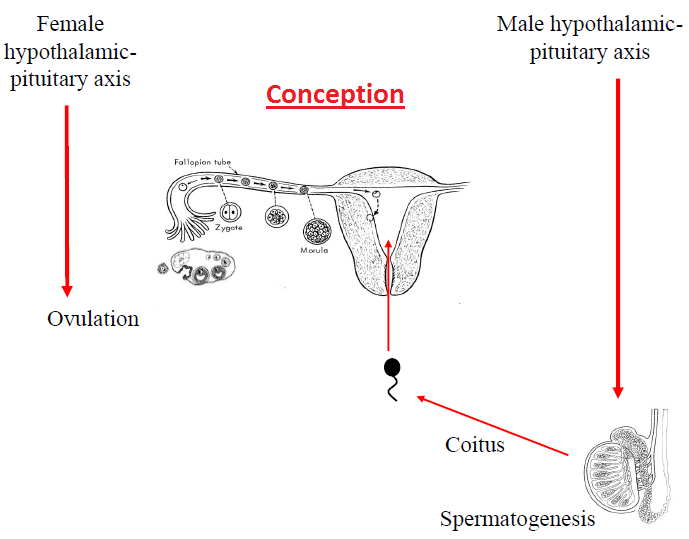 Female
hypothalamic-
pituitary axis
Male hypothalamic-
pituitary axis
Conception
Fallopian tube
Zygote
Morula
Ovulation
Coitus
Spermatogenesis